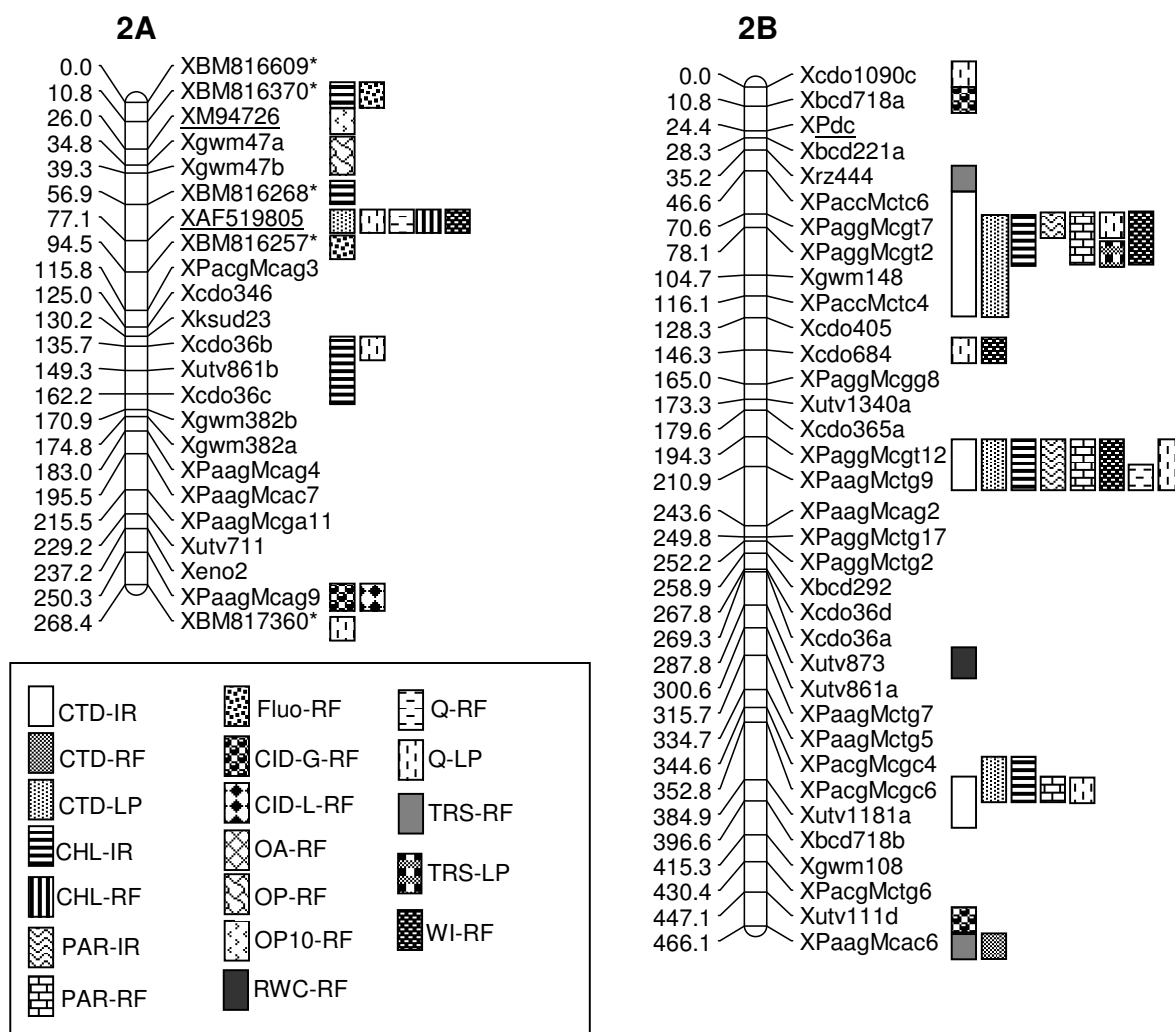 2A
0.0 XBM816609*
10.8 XBM816370*
26.0 XM94726
34.8 Xgwm47a
39.3 Xgwm47b
56.9 XBM816268*
77.1 XAF519805
94.5 XBM816257*
115.8 XPacgMcag3
125.0 Xcdo346
130.2 Xksud23
135.7 Xcdo36b
149.3 Xutv861b
162.2 Xcdo36c
170.9 Xgwm382b
174.8 Xgwm382a
183.0 XPaagMcag4
195.5 XPaagMcac7
215.5 XPaagMcga11
229.2 Xutv711
237.2 Xeno2
250.3 XPaagMcag9
268.4 XBM817360*
2B
0.0 Xcdo1090c
10.8 Xbcd718a
24.4 XPdc
28.3 Xbcd221a
35.2 Xrz444
46.6 XPaccMctc6
70.6 XPaggMcgt7
78.1 XPaggMcgt2
104.7 Xgwm148
116.1 XPaccMctc4
128.3 Xcdo405
146.3 Xcdo684
165.0 XPaggMcgg8
173.3 Xutv1340a
179.6 Xcdo365a
194.3 XPaggMcgt12
210.9 XPaagMctg9
243.6 XPaagMcag2
249.8 XPaggMctg17
252.2 XPaggMctg2
258.9 Xbcd292
267.8 Xcdo36d
269.3 Xcdo36a
287.8 Xutv873
300.6 Xutv861a
315.7 XPaagMctg7
334.7 XPaagMctg5
344.6 XPacgMcgc4
352.8 XPacgMcgc6
384.9 Xutv1181a
396.6 Xbcd718b
415.3 Xgwm108
430.4 XPacgMctg6
447.1 Xutv111d
466.1 XPaagMcac6
CTD-IR
CTD-RF
CTD-LP
CHL-IR
CHL-RF
PAR-IR
PAR-RF
Fluo-RF
CID-G-RF
CID-L-RF
OA-RF
OP-RF
OP10-RF
RWC-RF
Q-RF
Q-LP
TRS-RF
TRS-LP
WI-RF